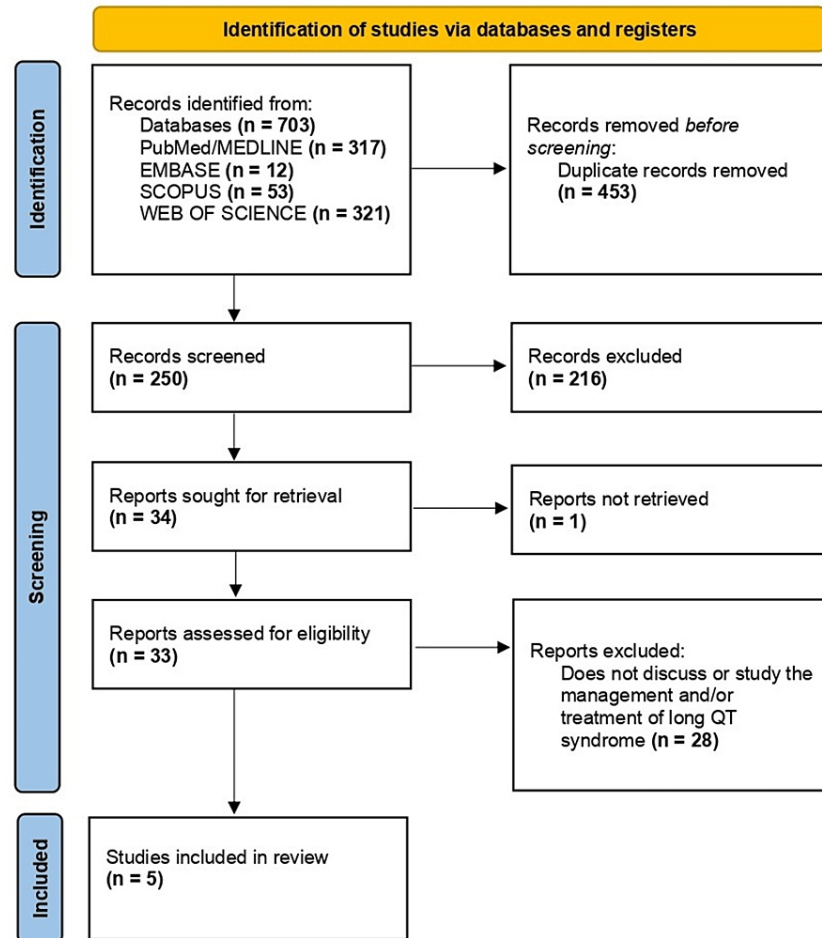 Identification of studies via databases and registers
Identification
Records identified from:
Databases (n = 703)
PubMed/MEDLINE (n = 317)
EMBASE (n = 12)
SCOPUS (n = 53)
WEB OF SCIENCE (n = 321)
Records removed before
screening:
Duplicate records removed
(n = 453)
Screening
Records screened
(n = 250)
Records excluded
(n = 216)
Reports sought for retrieval
(n = 34)
Reports not retrieved
(n = 1)
Reports assessed for eligibility
(n = 33)
Reports excluded:
Does not discuss or study the
management and/or
treatment of long QT
syndrome (n = 28)
Included
Studies included in review
(n = 5)